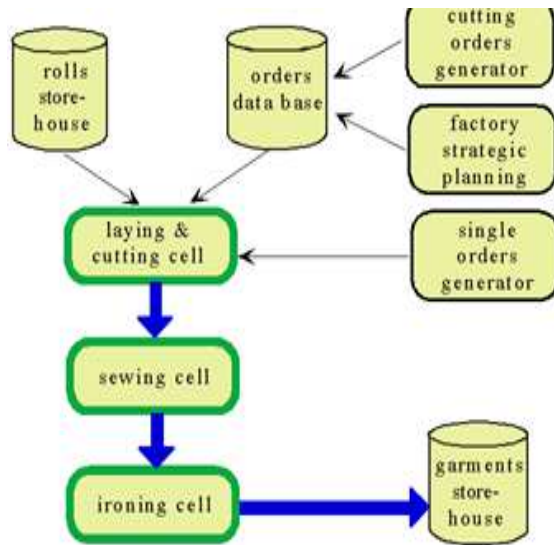 cutting
orders
generator
rolls
store-
house
orders
data base
factory
strategic
planning
laying &
cutting cell
single
orders
generator
sewing cell
ironing cell
garments
store-
house